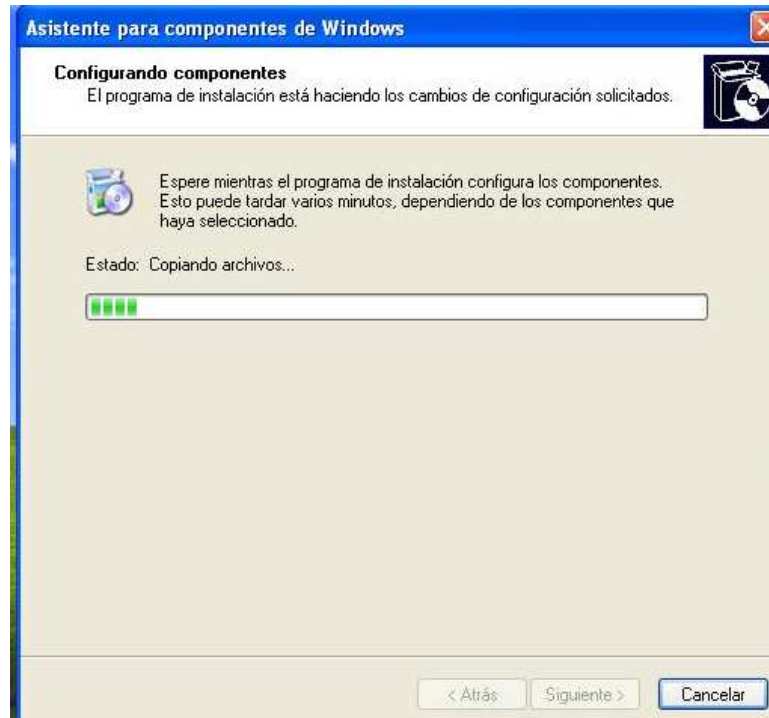 Asistente para componentes de Windows
Configurando componentes
El programa de instalación está haciendo los cambios de configuración solicitados.
Espere mientras el programa de instalación configura los componentes.
Esto puede tardar varios minutos, dependiendo de los componentes que
haya seleccionado.
Estado: Copiando archivos...
< Atrás Siguiente > Cancelar